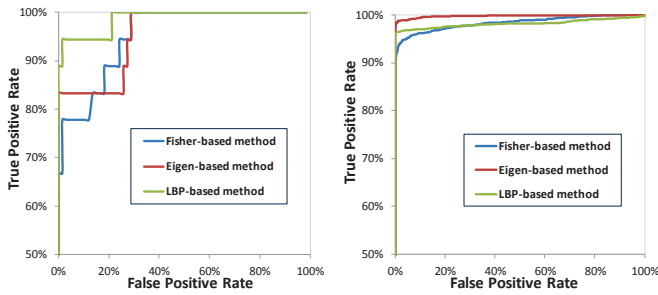 100%
90%
80%
70%
60%
50%
True Positive Rate
Fisher-based method
Eigen-based method
LBP-based method
0% 20% 40% 60% 80% 100%
False Positive Rate
100%
90%
80%
70%
60%
50%
True Positive Rate
Fisher-based method
Eigen-based method
LBP-based method
0% 20% 40% 60% 80% 100%
False Positive Rate